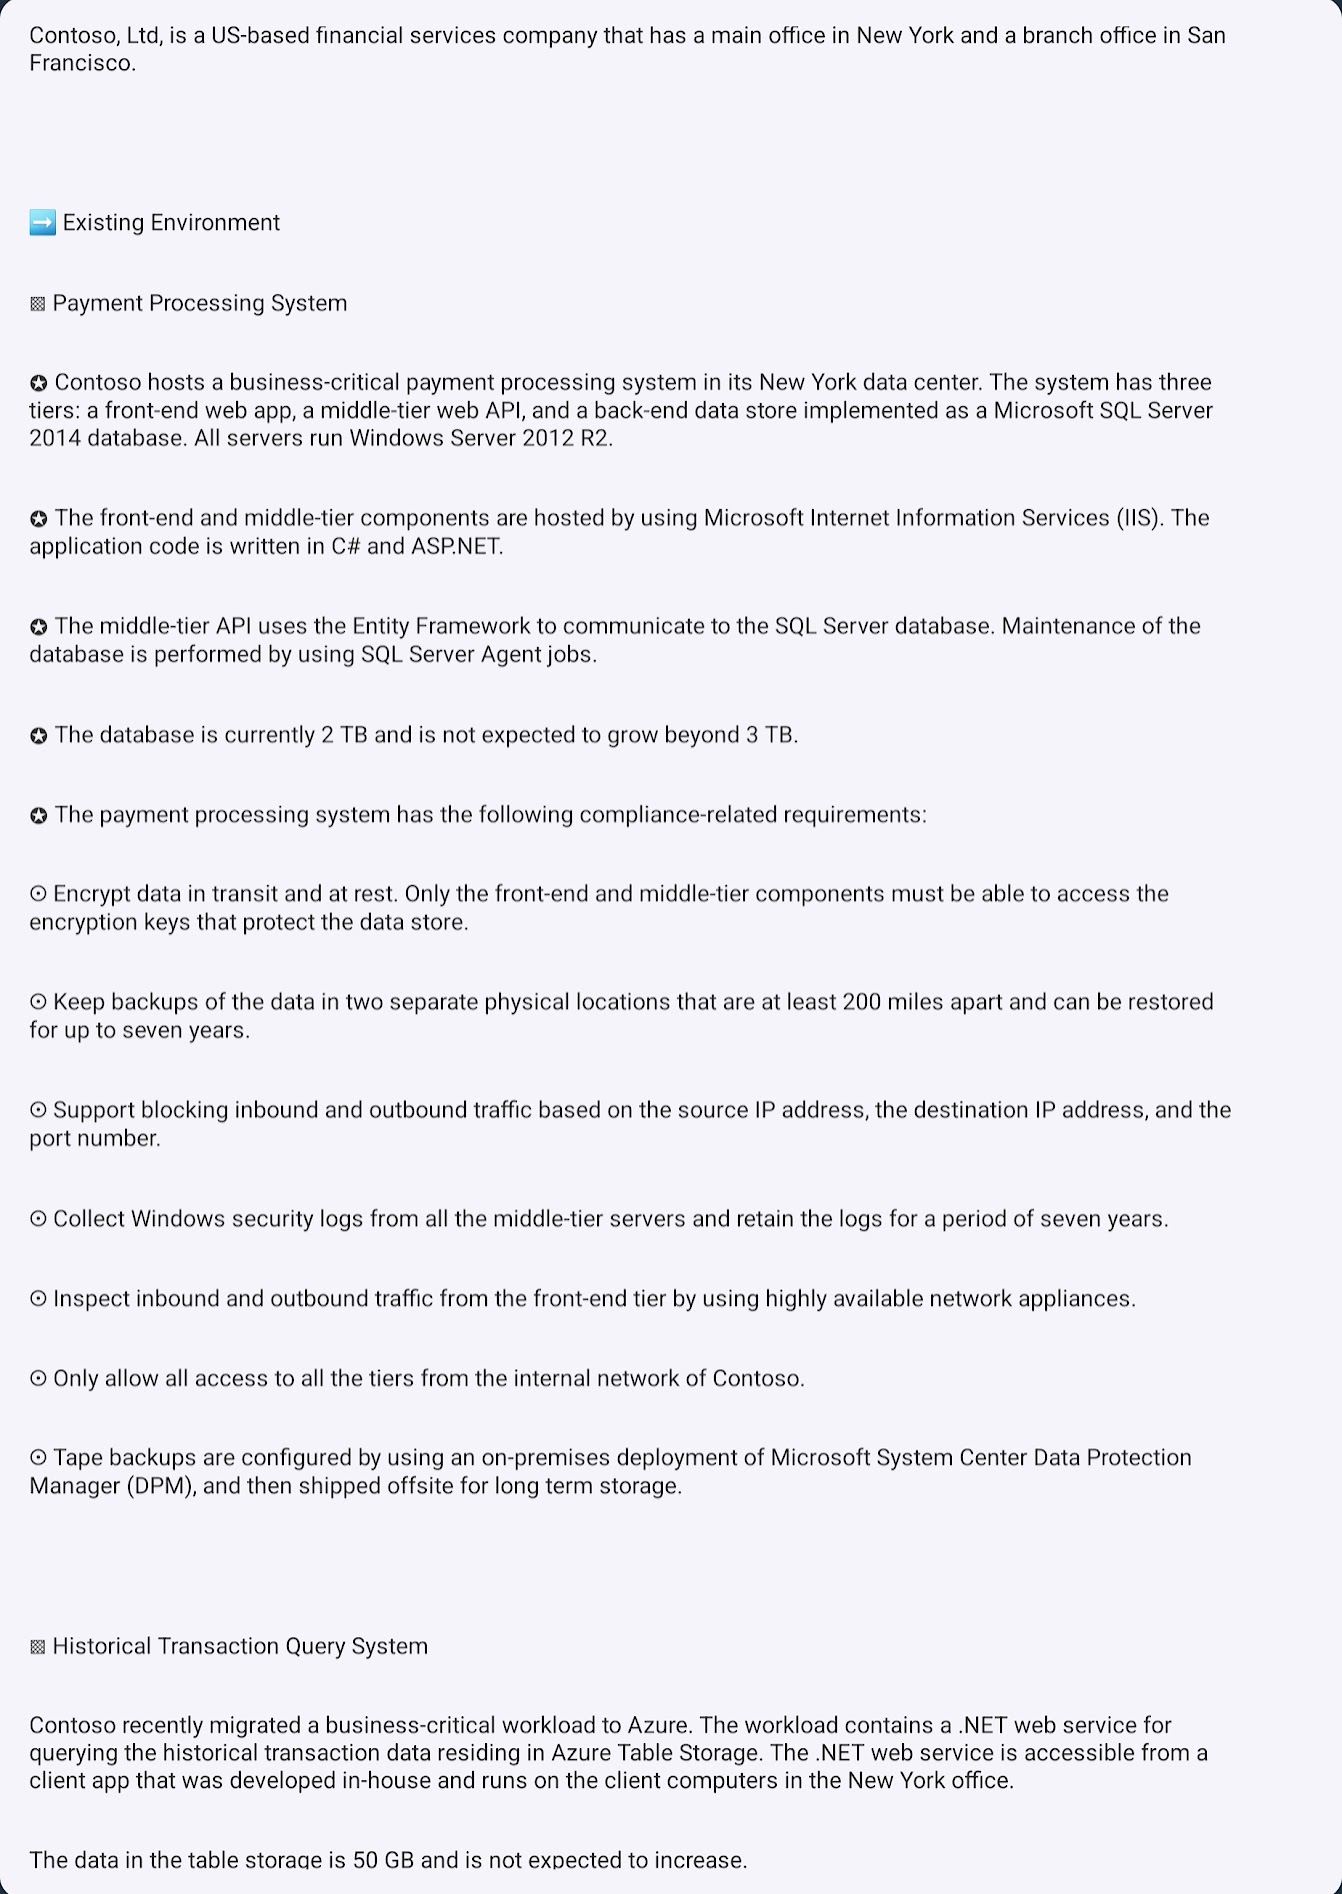 Contoso, Ltd, is a US-based financial services company that has a main office in New York and a branch office in San
Francisco.
➡️ Existing Environment
▩ Payment Processing System
✪ Contoso hosts a business-critical payment processing system in its New York data center. The system has three
tiers: a front-end web app, a middle-tier web API, and a back-end data store implemented as a Microsoft SQL Server
2014 database. All servers run Windows Server 2012 R2.
✪ The front-end and middle-tier components are hosted by using Microsoft Internet Information Services (IIS). The
application code is written in C# and ASP.NET.
✪ The middle-tier API uses the Entity Framework to communicate to the SQL Server database. Maintenance of the
database is performed by using SQL Server Agent jobs.
✪ The database is currently 2 TB and is not expected to grow beyond 3 TB.
✪ The payment processing system has the following compliance-related requirements:
⊙ Encrypt data in transit and at rest. Only the front-end and middle-tier components must be able to access the
encryption keys that protect the data store.
⊙ Keep backups of the data in two separate physical locations that are at least 200 miles apart and can be restored
for up to seven years.
⊙ Support blocking inbound and outbound traffic based on the source IP address, the destination IP address, and the
port number.
⊙ Collect Windows security logs from all the middle-tier servers and retain the logs for a period of seven years.
⊙ Inspect inbound and outbound traffic from the front-end tier by using highly available network appliances.
⊙ Only allow all access to all the tiers from the internal network of Contoso.
⊙ Tape backups are configured by using an on-premises deployment of Microsoft System Center Data Protection
Manager (DPM), and then shipped offsite for long term storage.
▩ Historical Transaction Query System
Contoso recently migrated a business-critical workload to Azure. The workload contains a .NET web service for
querying the historical transaction data residing in Azure Table Storage. The .NET web service is accessible from a
client app that was developed in-house and runs on the client computers in the New York office.
The data in the table storage is 50 GB and is not expected to increase.